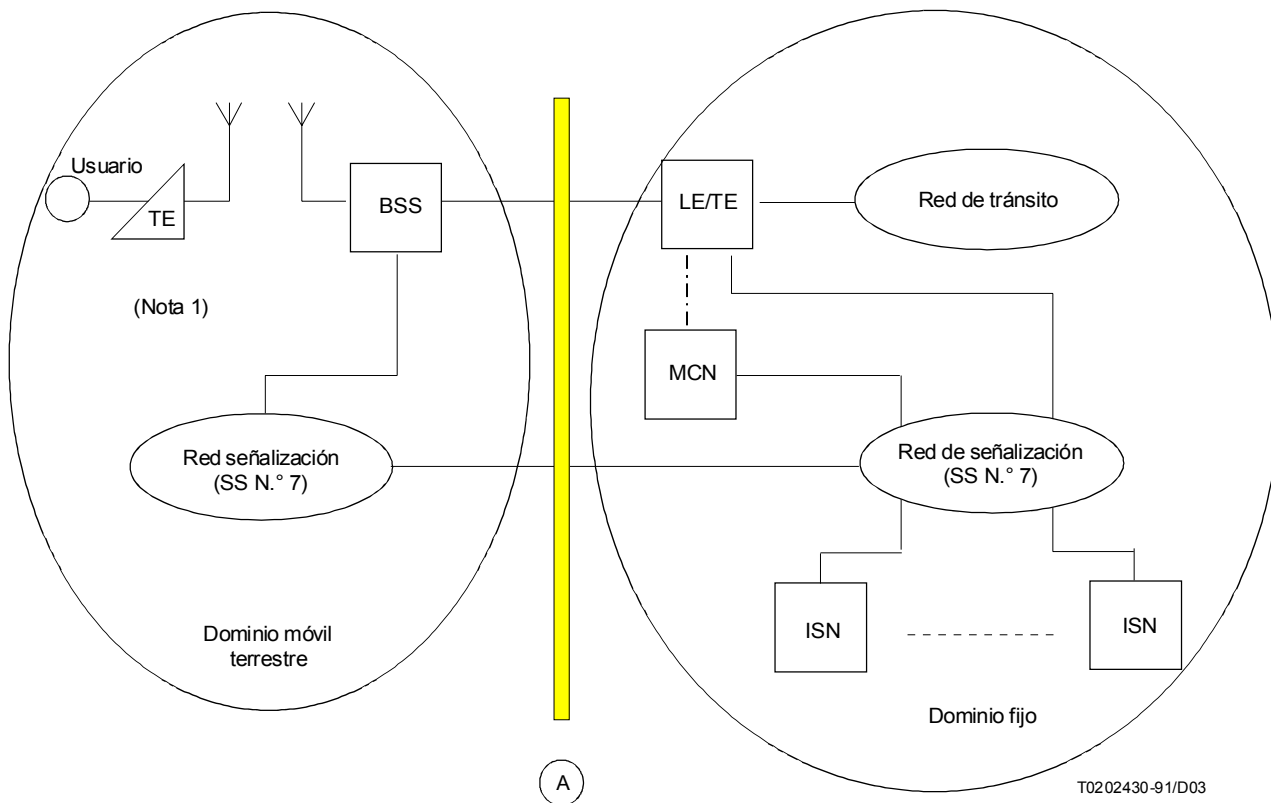 Usuario
TE
BSS
LE/TE
Red de tránsito
(Nota 1)
MCN
Red señalización
(SS N.° 7)
Red de señalización
(SS N.° 7)
ISN
ISN
Dominio móvil
terrestre
Dominio fijo
A
T0202430-91/D03